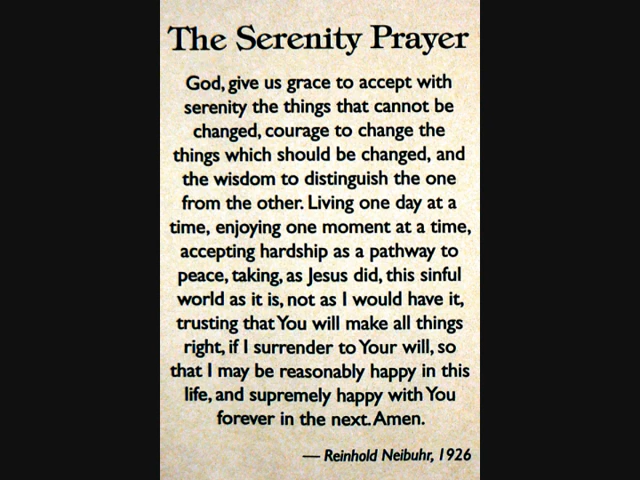 The Serenity Prayer
God, give us grace to accept with
serenity the things that cannot be
changed, courage to change the
things which should be changed, and
the wisdom to distinguish the one
from the other. Living one day at a
time, enjoying one moment at a time,
accepting hardship as a pathway to
peace, taking, as Jesus did, this sinful
world as it is, not as I would have it,
trusting that You will make all things
right, if I surrender to Your will, so
that I may be reasonably happy in this
life, and supremely happy with You
forever in the next. Amen.
— Reinhold Neibuhr, 1926